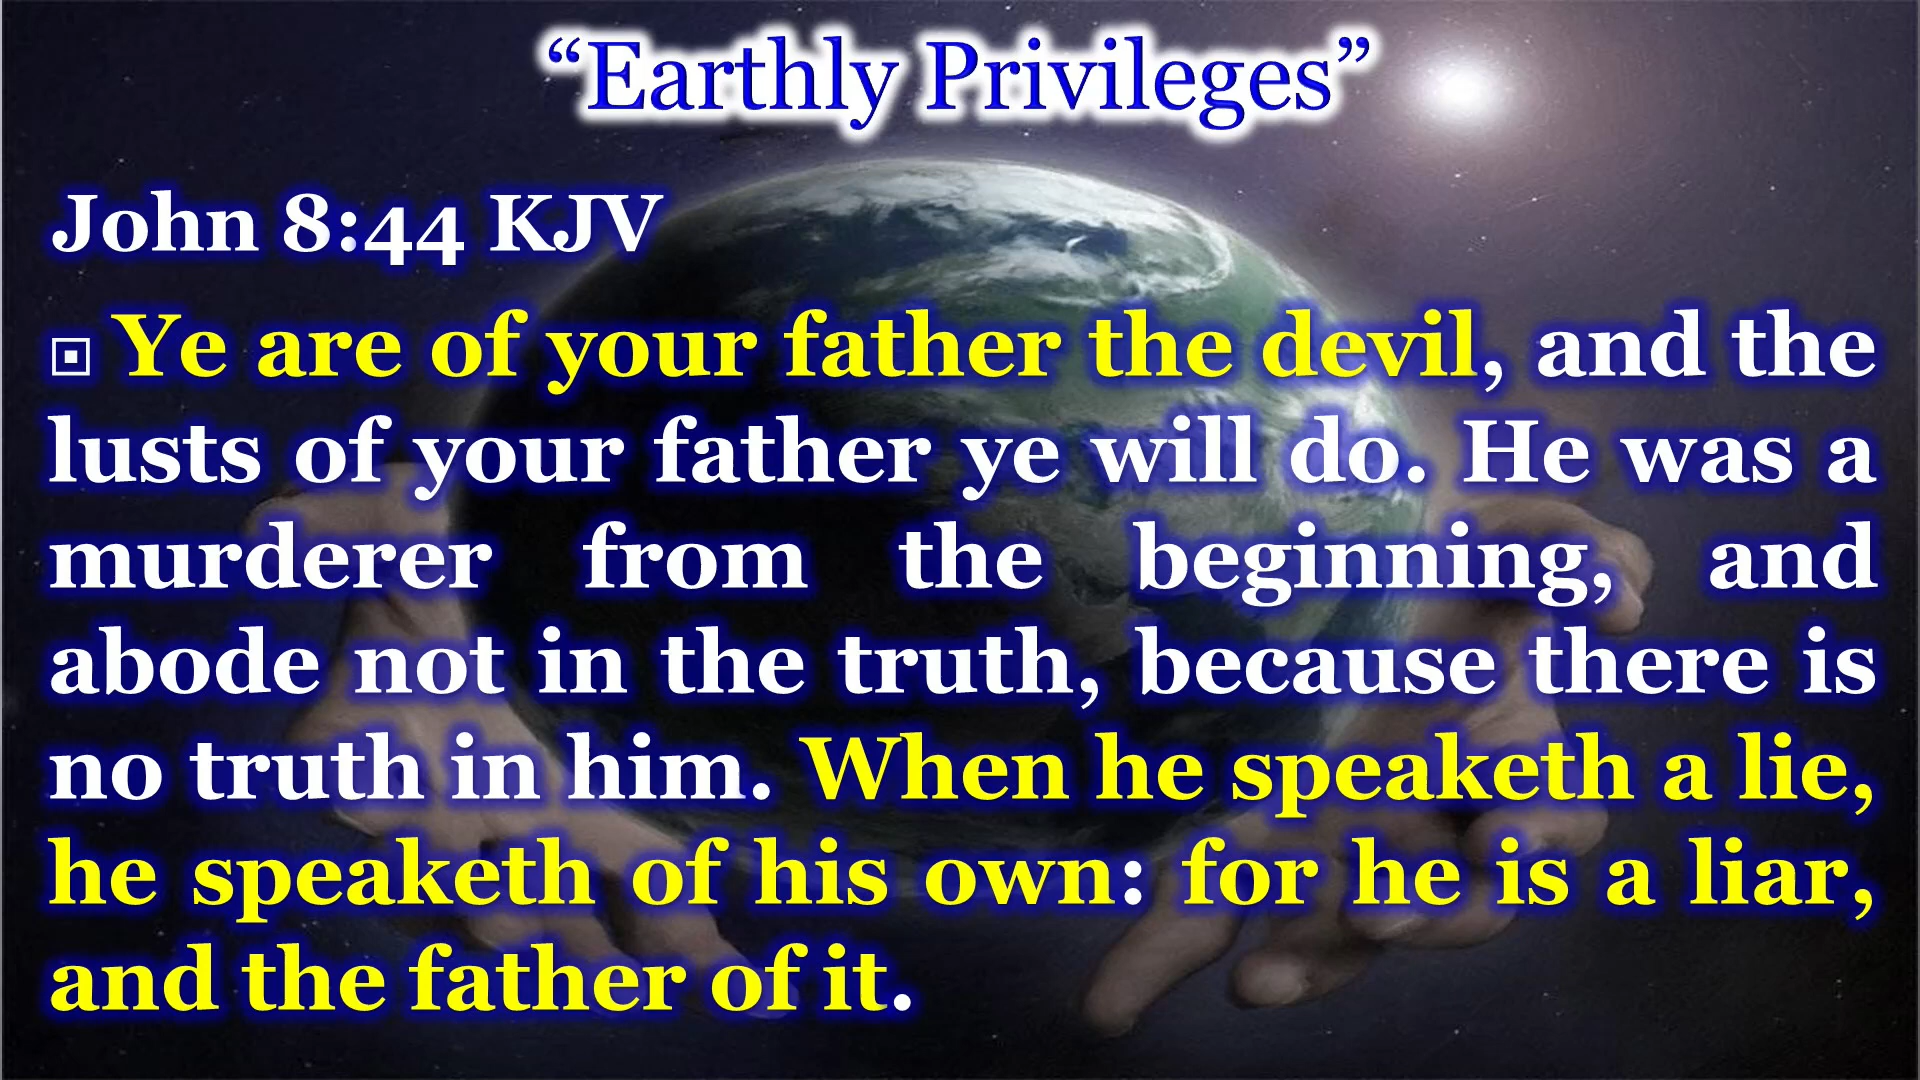 “Earthly Privileges”
John 8:44 KJV
Ye are of your father the devil, and the
lusts of your father ye will do. He was a
murderer from the beginning, and
abode not in the truth, because there is
no truth in him. When he speaketh a lie,
he speaketh of his own: for he is a liar,
and the father of it.